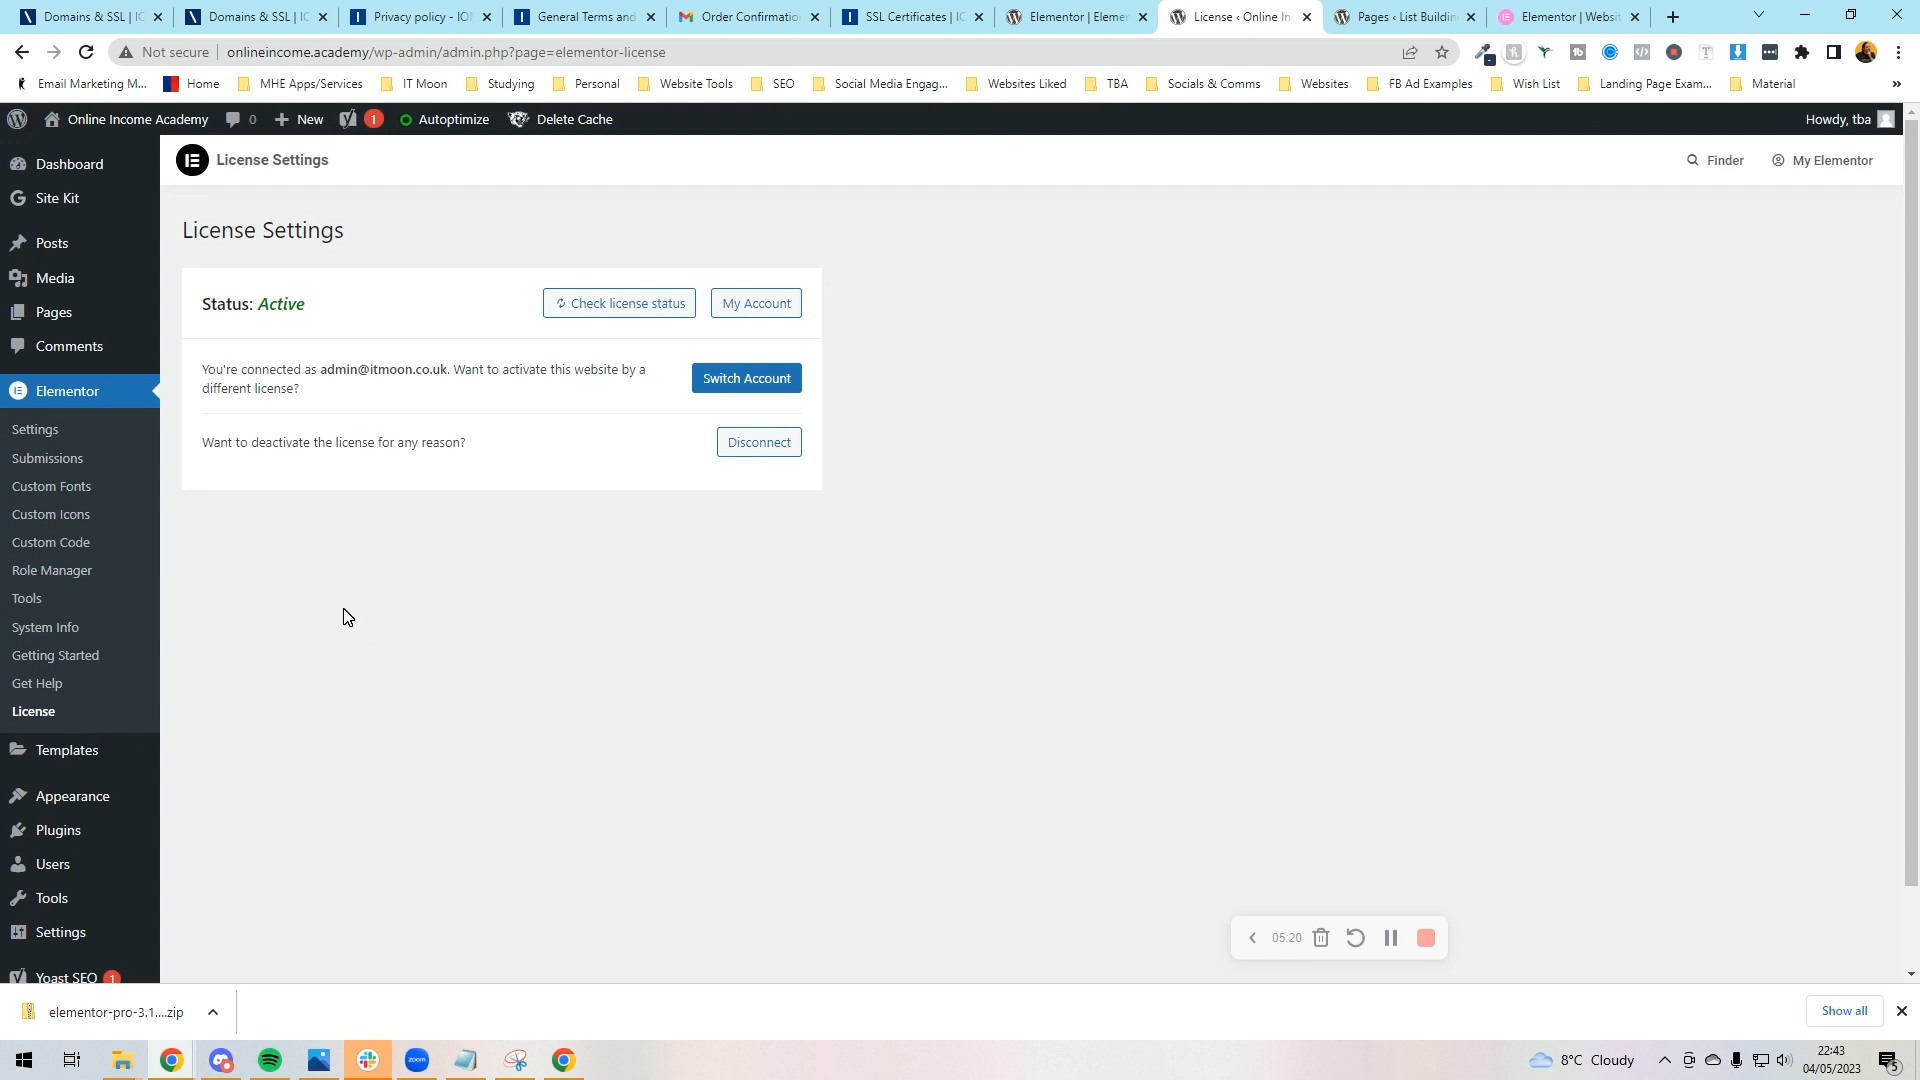 Domains & SSL | IC
Domains & SSL | IC
Privacy policy - IO
General Terms and
Order Confirmatio
SSL Certificates | IC
Elementor | Elemer
License ‹ Online In
Pages ‹ List Buildin
Elementor | Websit
Not secure
onlineincome.academy/wp-admin/admin.php?page=elementor-license
Email Marketing M...
Home
MHE Apps/Services
IT Moon
Studying
Personal
Website Tools
SEO
Social Media Engag...
Websites Liked
TBA
Socials & Comms
Websites
FB Ad Examples
Wish List
Landing Page Exam...
Material
»
Online Income Academy
0
New
1
Autoptimize
Delete Cache
Howdy, tba
License Settings
Finder
My Elementor
Dashboard
Site Kit
Posts
Media
Pages
Comments
Elementor
Settings
Submissions
Custom Fonts
Custom Icons
Custom Code
Role Manager
Tools
System Info
Getting Started
Get Help
License
Templates
Appearance
Plugins
Users
Tools
Settings
Yoast SEO 1
License Settings
Status: Active
Check license status
My Account
You're connected as admin@itmoon.co.uk. Want to activate this website by a
different license?
Switch Account
Want to deactivate the license for any reason?
Disconnect
05:20
elementor-pro-3.1....zip
Show all
zoom
8°C Cloudy
22:43
04/05/2023
5